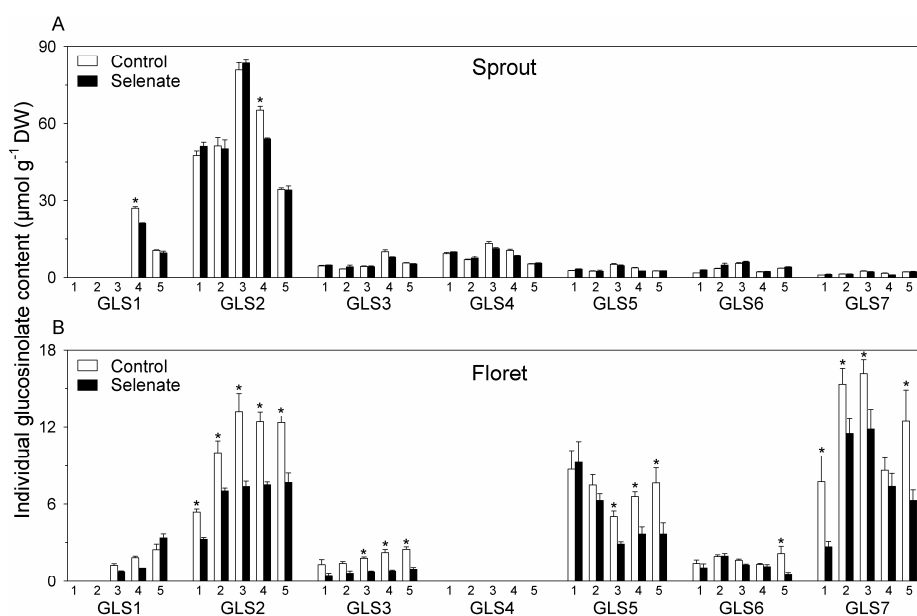 A
Individual glucosinolate content (μmol g⁻¹ DW)
90
60
30
0
Control
Selenate
Sprout
*
*
1 2 3 4 5 1 2 3 4 5 1 2 3 4 5 1 2 3 4 5 1 2 3 4 5 1 2 3 4 5 1 2 3 4 5
GLS1 GLS2 GLS3 GLS4 GLS5 GLS6 GLS7
B
18
12
6
0
Control
Selenate
Floret
* * * * *
* * *
* * *
*
* * * *
1 2 3 4 5 1 2 3 4 5 1 2 3 4 5 1 2 3 4 5 1 2 3 4 5 1 2 3 4 5 1 2 3 4 5
GLS1 GLS2 GLS3 GLS4 GLS5 GLS6 GLS7